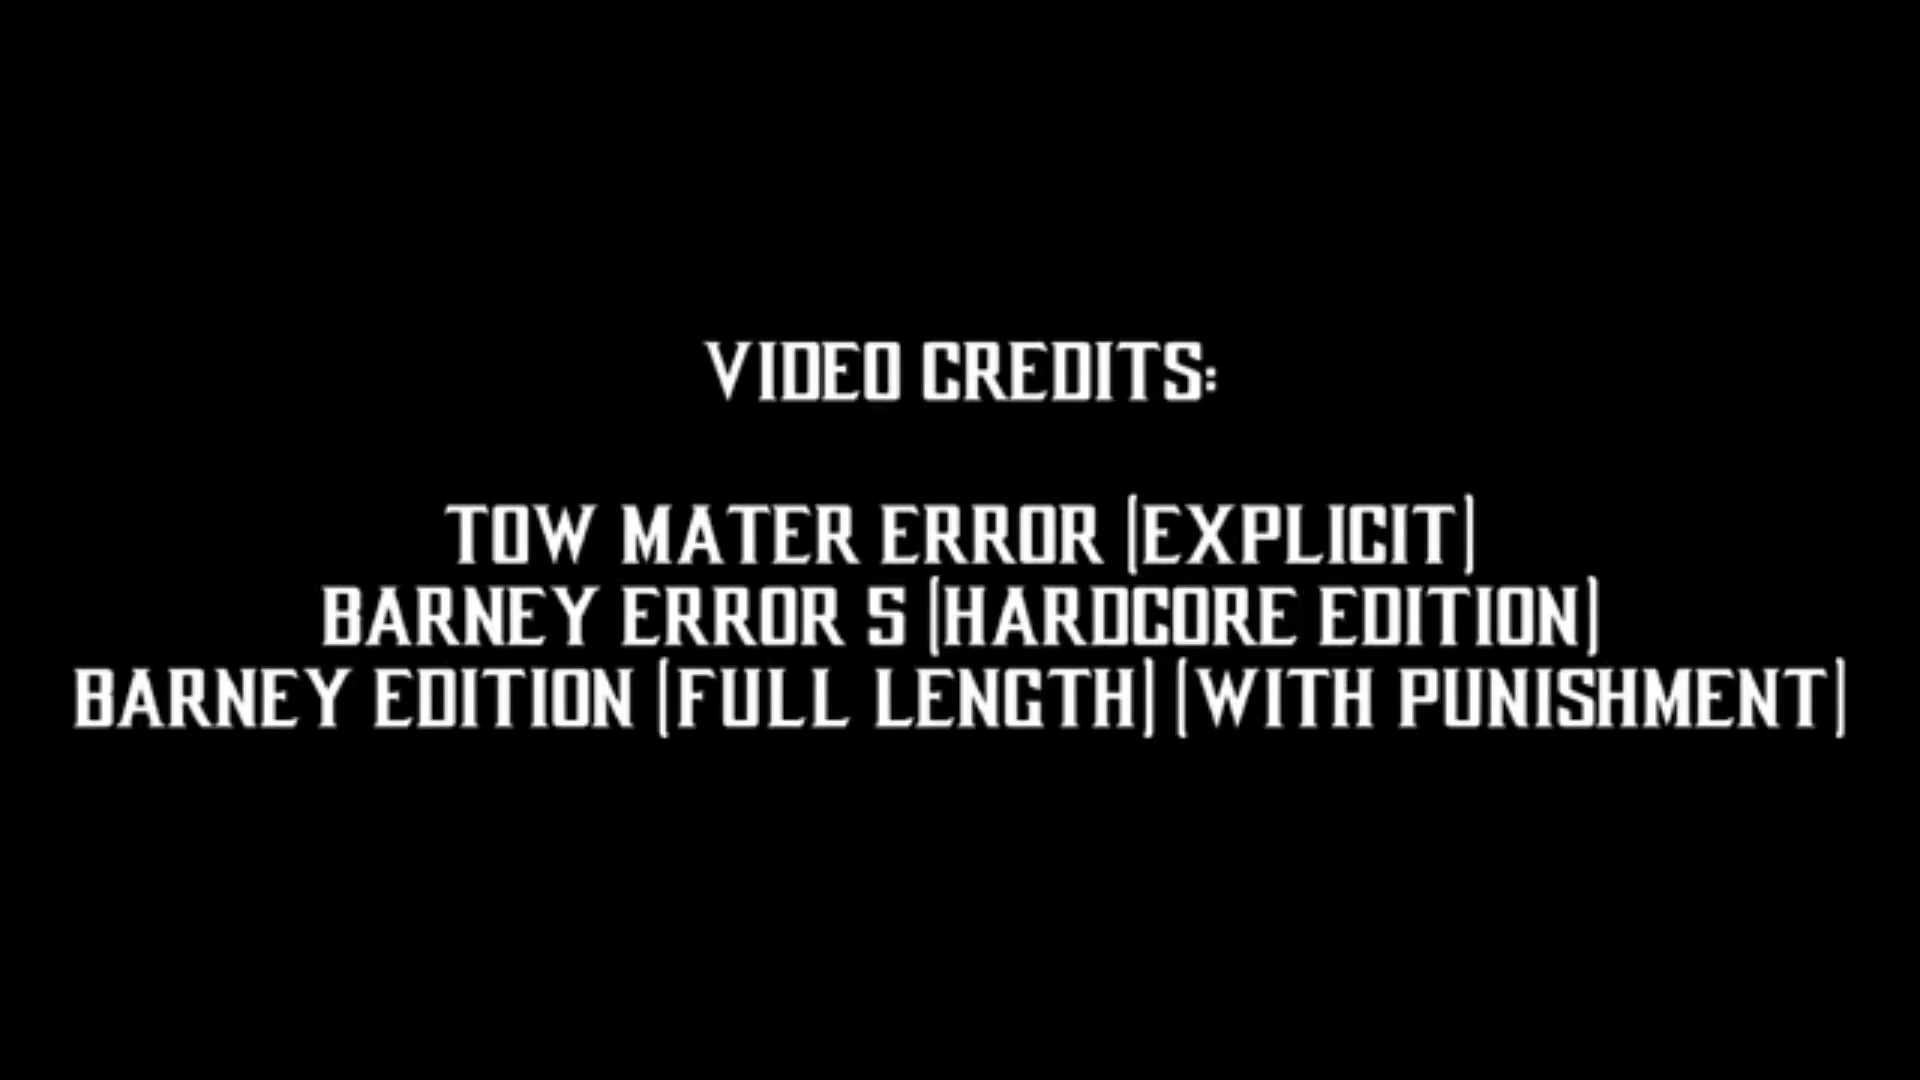 VIDEO CREDITS:
TOW MATER ERROR (EXPLICIT)
BARNEY ERROR 5 (HARDCORE EDITION)
BARNEY EDITION (FULL LENGTH) (WITH PUNISHMENT)